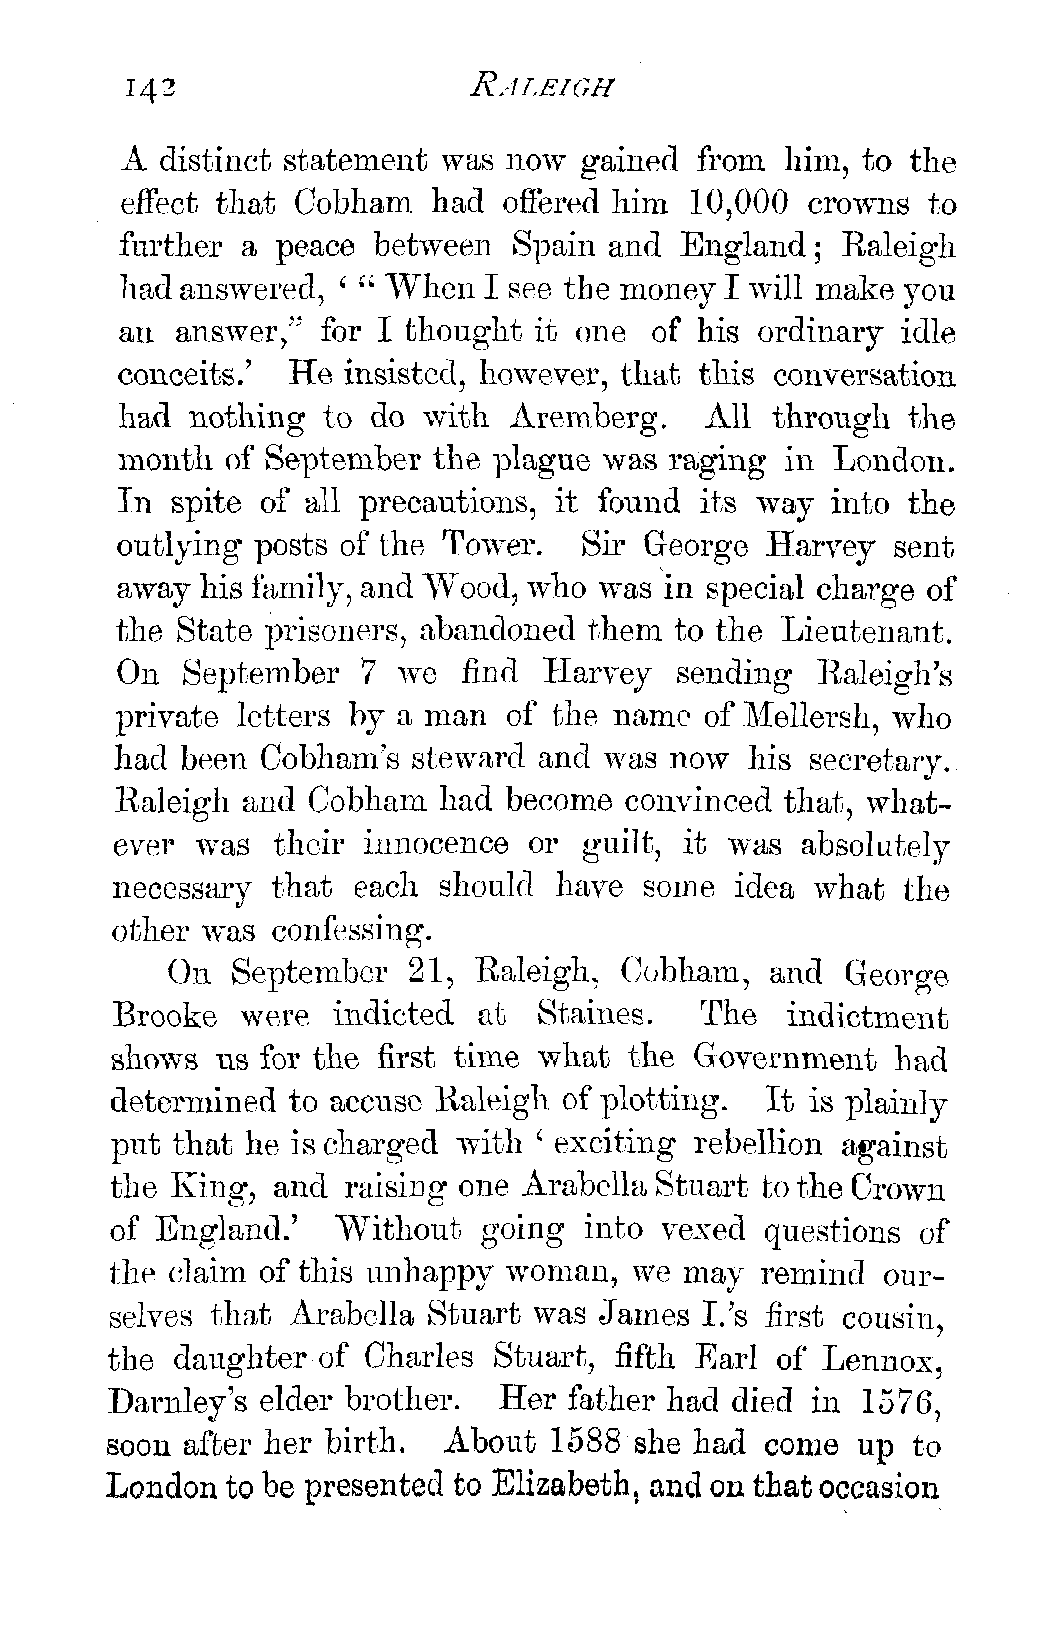 142 RALEIGH
A distinct statement was now gained from him, to the
effect that Cobham had offered him 10,000 crowns to
further a peace between Spain and England; Raleigh
had answered, ‘ “ When I see the money I will make you
an answer,” for I thought it one of his ordinary idle
conceits.’ He insisted, however, that this conversation
had nothing to do with Aremberg. All through the
month of September the plague was raging in London.
In spite of all precautions, it found its way into the
outlying posts of the Tower. Sir George Harvey sent
away his family, and Wood, who was in special charge of
the State prisoners, abandoned them to the Lieutenant.
On September 7 we find Harvey sending Raleigh’s
private letters by a man of the name of Mellersh, who
had been Cobham’s steward and was now his secretary.
Raleigh and Cobham had become convinced that, what-
ever was their innocence or guilt, it was absolutely
necessary that each should have some idea what the
other was confessing.
On September 21, Raleigh, Cobham, and George
Brooke were indicted at Staines. The indictment
shows us for the first time what the Government had
determined to accuse Raleigh of plotting. It is plainly
put that he is charged with ‘ exciting rebellion against
the King, and raising one Arabella Stuart to the Crown
of England.’ Without going into vexed questions of
the claim of this unhappy woman, we may remind our-
selves that Arabella Stuart was James I.’s first cousin,
the daughter of Charles Stuart, fifth Earl of Lennox,
Darnley’s elder brother. Her father had died in 1576,
soon after her birth. About 1588 she had come up to
London to be presented to Elizabeth, and on that occasion